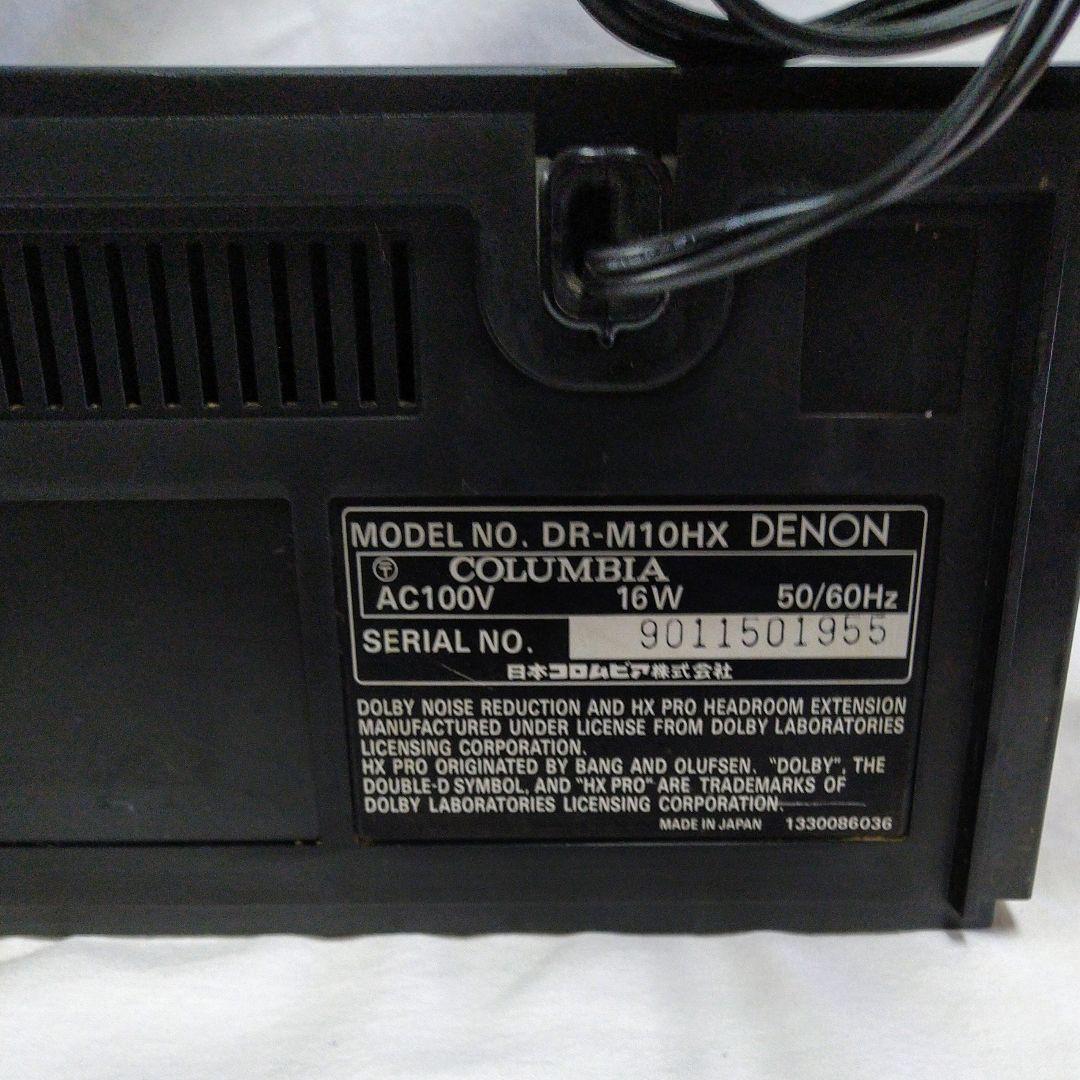 MODEL NO. DR-M10HX DENON
〶 COLUMBIA
AC100V 16W 50/60Hz
SERIAL NO. 9011501955
日本コロムビア株式会社
DOLBY NOISE REDUCTION AND HX PRO HEADROOM EXTENSION
MANUFACTURED UNDER LICENSE FROM DOLBY LABORATORIES
LICENSING CORPORATION.
HX PRO ORIGINATED BY BANG AND OLUFSEN. "DOLBY", THE
DOUBLE-D SYMBOL, AND "HX PRO" ARE TRADEMARKS OF
DOLBY LABORATORIES LICENSING CORPORATION.
MADE IN JAPAN 1330086036